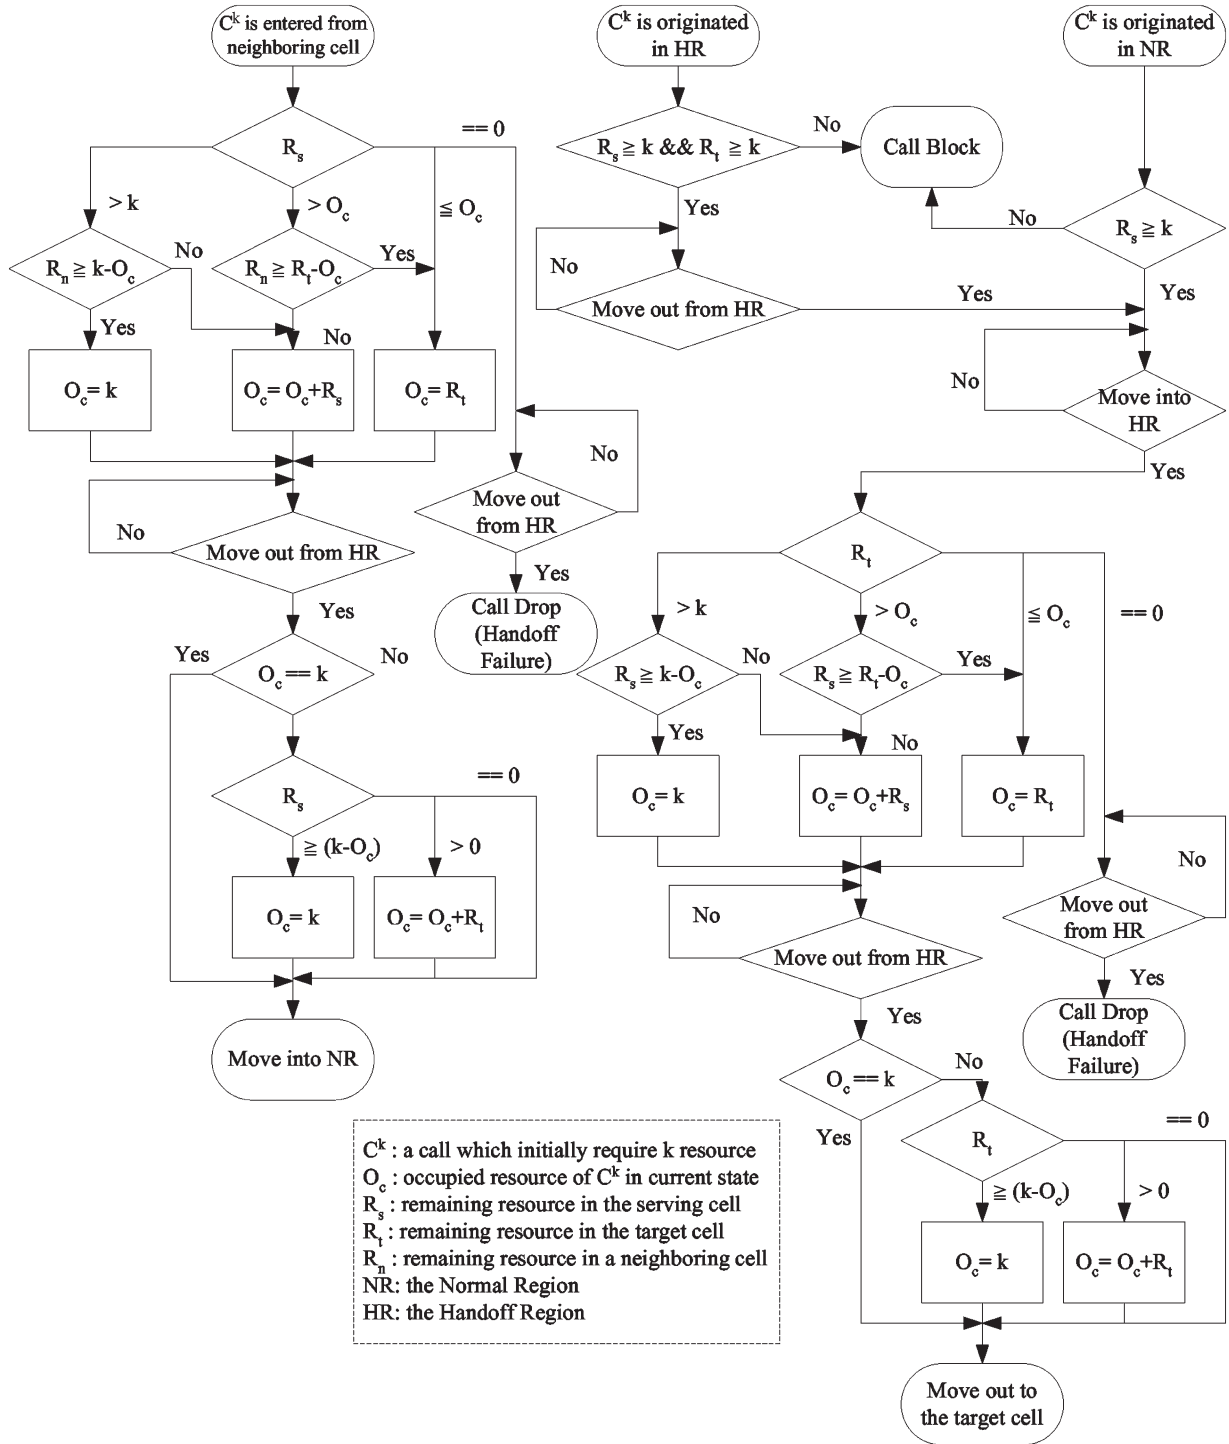 C^k is entered from
neighboring cell
R_s
== 0
> k
> O_c
≦ O_c
R_n ≧ k-O_c
No
R_n ≧ R_t-O_c
Yes
Yes
No
O_c= k
O_c= O_c+R_s
O_c= R_t
No
Move out from HR
No
Move out
from HR
Yes
Call Drop
(Handoff
Failure)
Yes
Yes
O_c == k
No
R_s
== 0
≧ (k-O_c)
> 0
O_c= k
O_c= O_c+R_t
Move into NR
C^k is originated
in HR
R_s ≧ k && R_t ≧ k
No
Call Block
Yes
No
Move out from HR
Yes
C^k is originated
in NR
No
R_s ≧ k
Yes
No
Move into
HR
Yes
R_t
> k
> O_c
≦ O_c
== 0
R_s ≧ k-O_c
No
R_s ≧ R_t-O_c
Yes
Yes
No
O_c= k
O_c= O_c+R_s
O_c= R_t
No
Move out from HR
No
Move out
from HR
Yes
Call Drop
(Handoff
Failure)
Yes
O_c == k
No
Yes
R_t
== 0
≧ (k-O_c)
> 0
O_c= k
O_c= O_c+R_t
Move out to
the target cell
C^k : a call which initially require k resource
O_c : occupied resource of C^k in current state
R_s : remaining resource in the serving cell
R_t : remaining resource in the target cell
R_n : remaining resource in a neighboring cell
NR: the Normal Region
HR: the Handoff Region